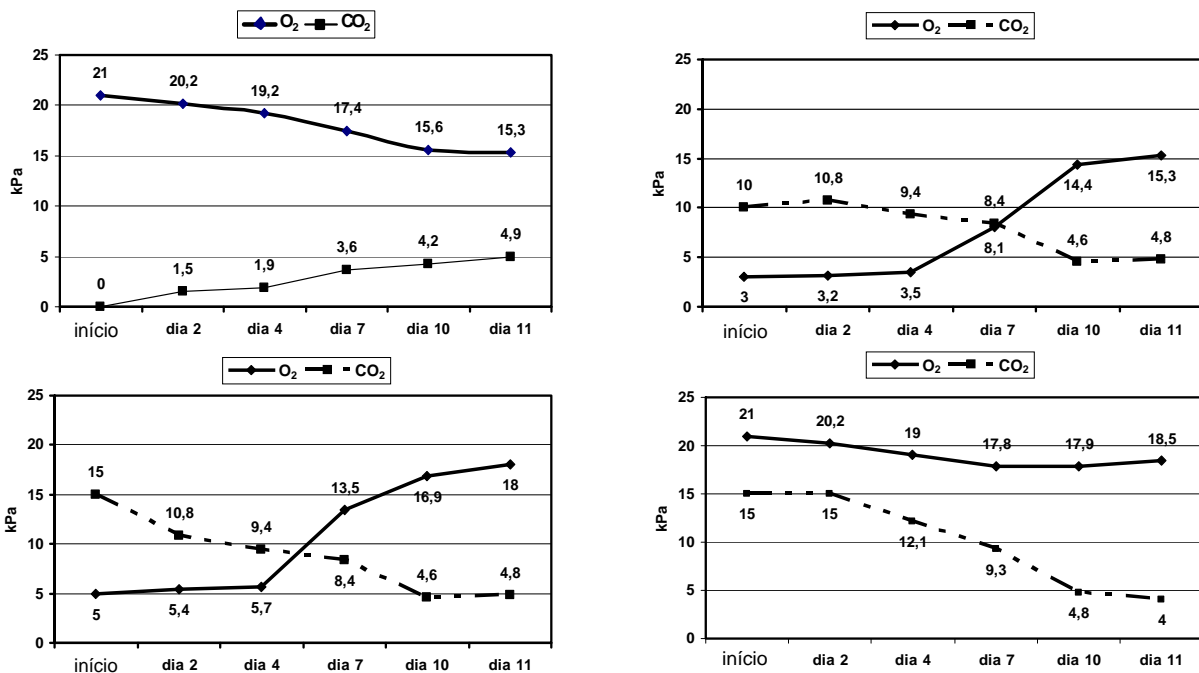 O₂ CO₂
25
20
15
10
5
0
kPa
21 20,2 19,2 17,4 15,6 15,3
0 1,5 1,9 3,6 4,2 4,9
início dia 2 dia 4 dia 7 dia 10 dia 11
O₂ CO₂
25
20
15
10
5
0
kPa
10 10,8 9,4 8,4 4,6 4,8
3 3,2 3,5 8,1 14,4 15,3
início dia 2 dia 4 dia 7 dia 10 dia 11
O₂ CO₂
25
20
15
10
5
0
kPa
15 10,8 9,4 8,4 4,6 4,8
5 5,4 5,7 13,5 16,9 18
início dia 2 dia 4 dia 7 dia 10 dia 11
O₂ CO₂
25
20
15
10
5
0
kPa
21 20,2 19 17,8 17,9 18,5
15 15 12,1 9,3 4,8 4
início dia 2 dia 4 dia 7 dia 10 dia 11